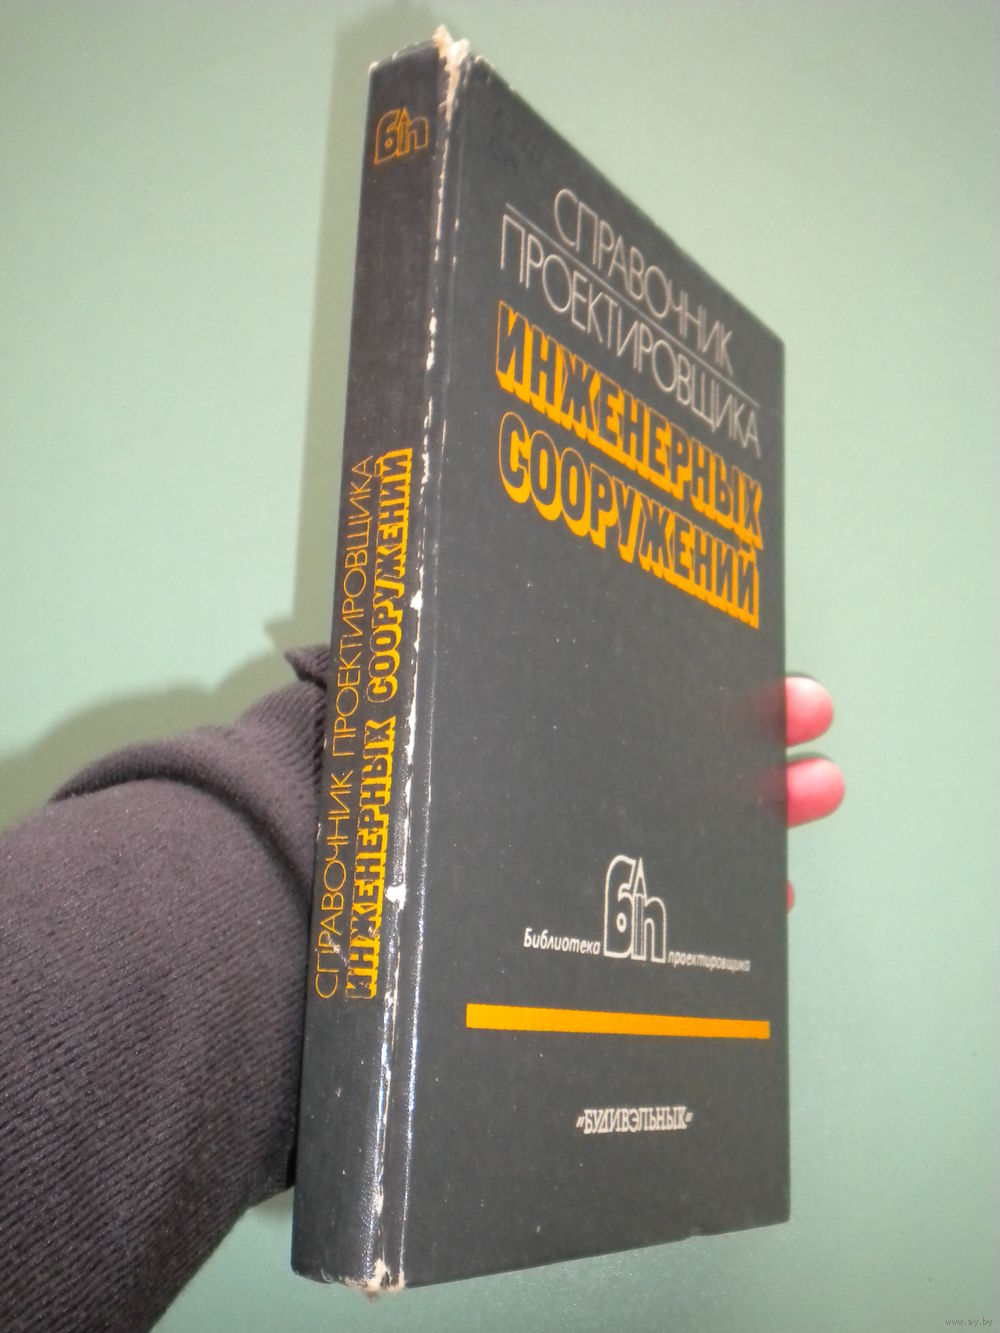 бп
СПРАВОЧНИК ПРОЕКТИРОВЩИКА
ИНЖЕНЕРНЫХ СООРУЖЕНИЙ
СПРАВОЧНИК
ПРОЕКТИРОВЩИКА
ИНЖЕНЕРНЫХ
СООРУЖЕНИЙ
Библиотека бп проектировщика
"БУДИВЭЛЬНЫК"
www.ay.by